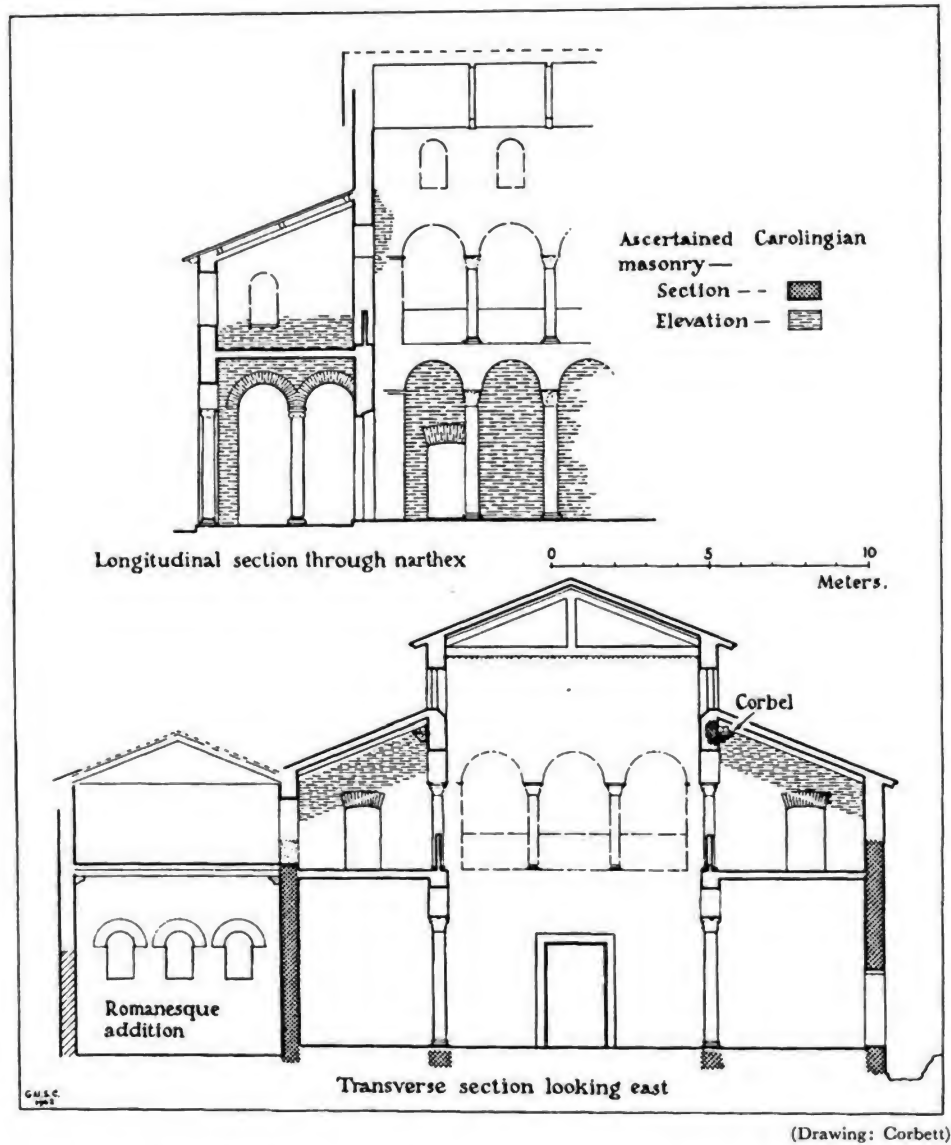 Ascertained Carolingian
masonry—
Section – –
Elevation –
Longitudinal section through narthex
0 5 10
Meters.
Corbel
Romanesque
addition
Transverse section looking east
G.U.S.C.
(Drawing: Corbett)